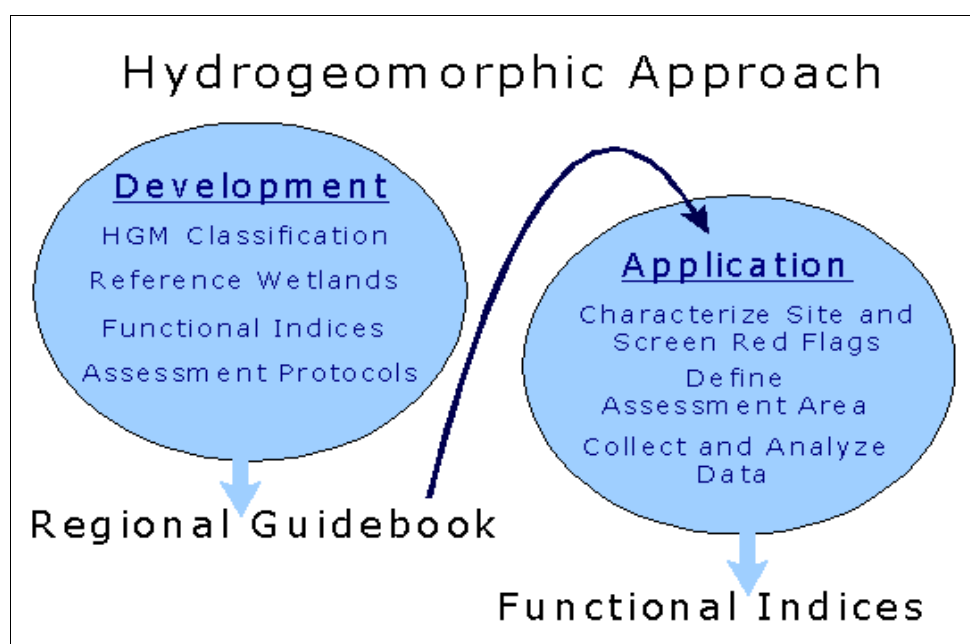 Hydrogeomorphic Approach
Development
HGM Classification
Reference Wetlands
Functional Indices
Assessment Protocols
Regional Guidebook
Application
Characterize Site and
Screen Red Flags
Define
Assessment Area
Collect and Analyze
Data
Functional Indices